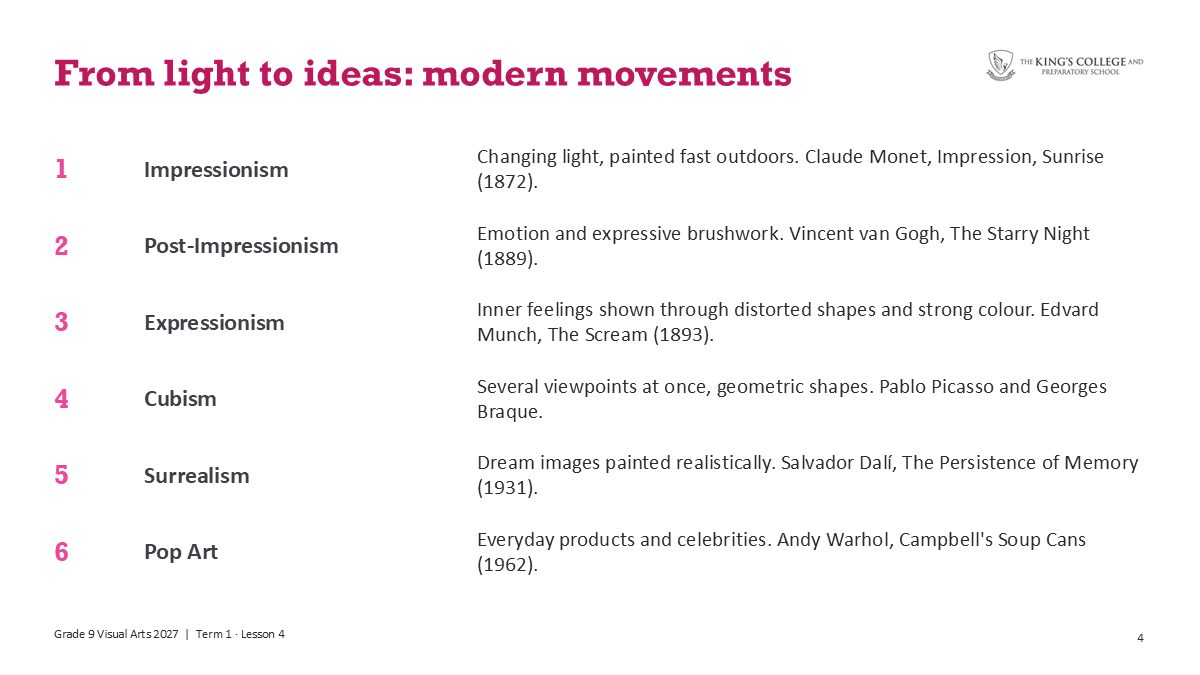 From light to ideas: modern movements
THE KING'S COLLEGE AND
PREPARATORY SCHOOL
1
Impressionism
Changing light, painted fast outdoors. Claude Monet, Impression, Sunrise
(1872).
2
Post-Impressionism
Emotion and expressive brushwork. Vincent van Gogh, The Starry Night
(1889).
3
Expressionism
Inner feelings shown through distorted shapes and strong colour. Edvard
Munch, The Scream (1893).
4
Cubism
Several viewpoints at once, geometric shapes. Pablo Picasso and Georges
Braque.
5
Surrealism
Dream images painted realistically. Salvador Dalí, The Persistence of Memory
(1931).
6
Pop Art
Everyday products and celebrities. Andy Warhol, Campbell's Soup Cans
(1962).
Grade 9 Visual Arts 2027 | Term 1 · Lesson 4
4